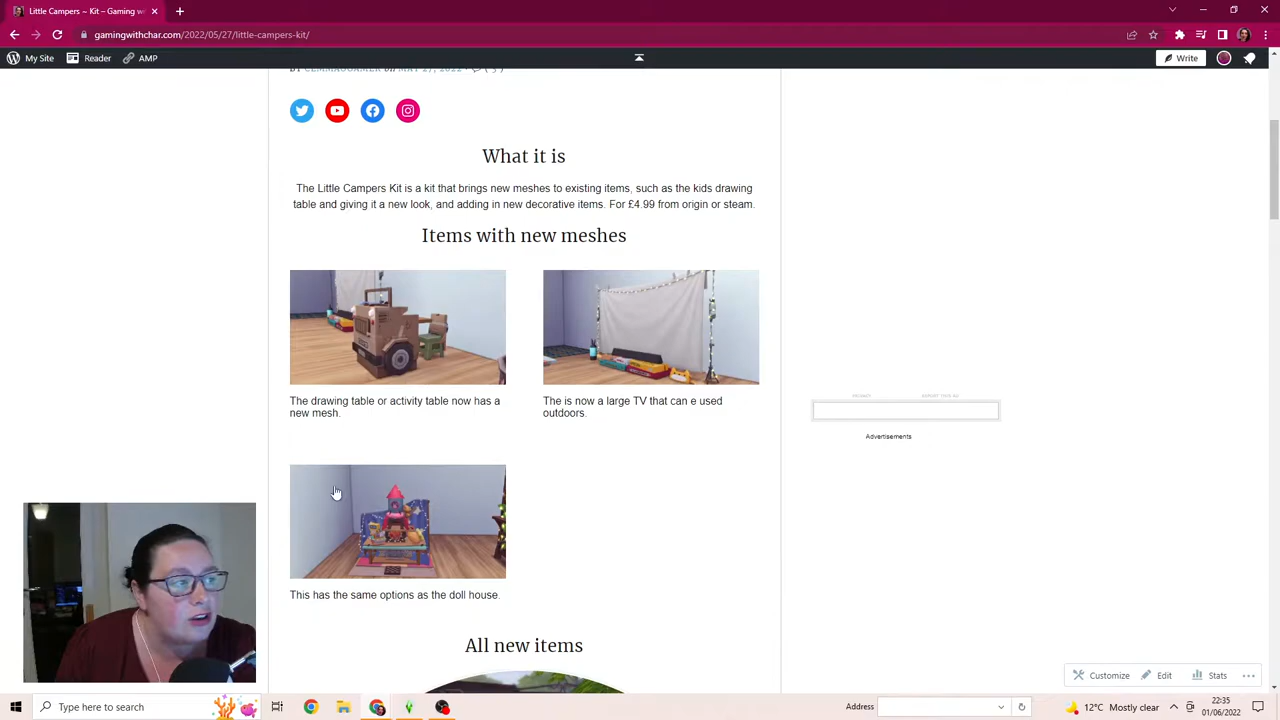 Little Campers Kit – Gaming with C
gamingwithchar.com/2022/05/27/little-campers-kit/
My Site
Reader
AMP
Write
What it is
The Little Campers Kit is a kit that brings new meshes to existing items, such as the kids drawing
table and giving it a new look, and adding in new decorative items. For £4.99 from origin or steam.
Items with new meshes
The drawing table or activity table now has a
new mesh.
The is now a large TV that can e used
outdoors.
Advertisements
This has the same options as the doll house.
All new items
Customize
Edit
Stats
Type here to search
Address
12°C Mostly clear
22:35
01/06/2022